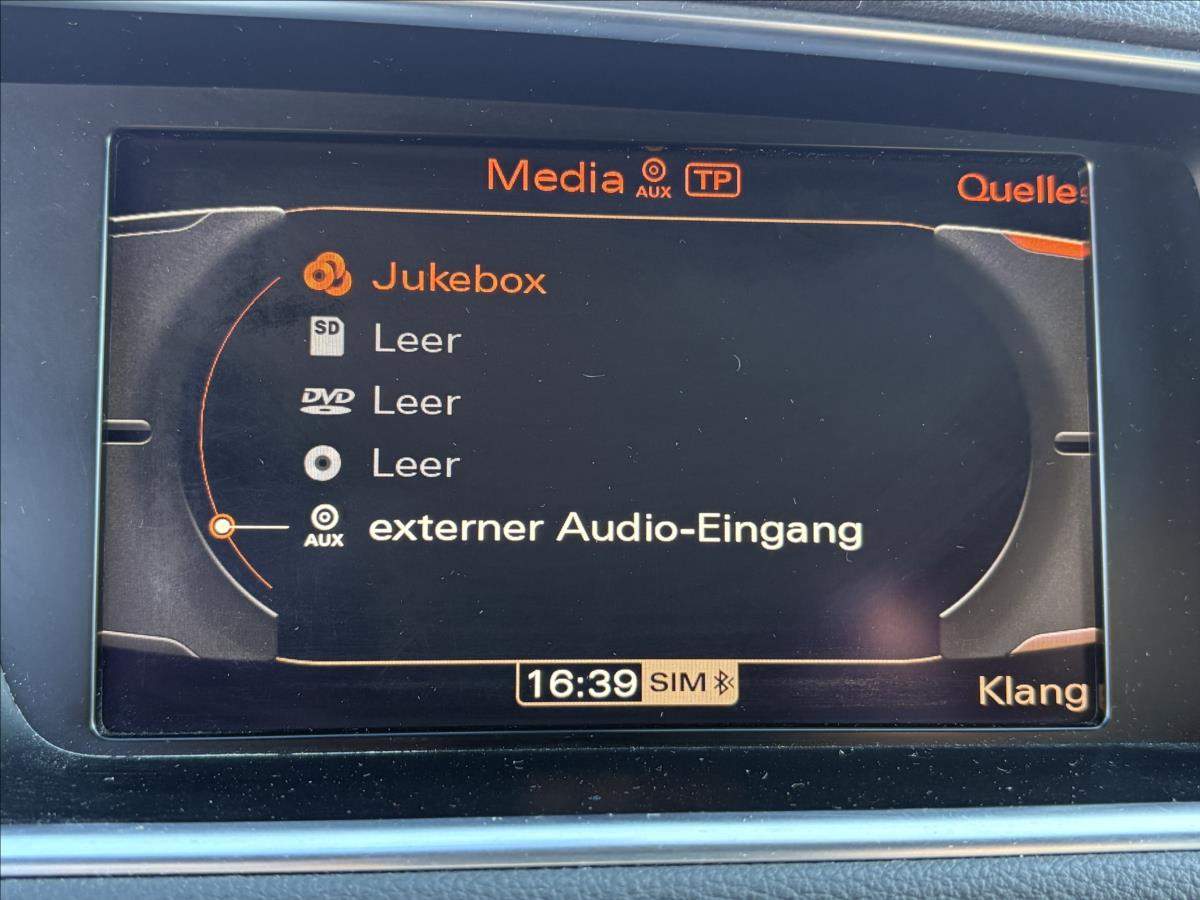 Media AUX TP
Quelle
Jukebox
SD Leer
DVD Leer
Leer
AUX externer Audio-Eingang
16:39 SIM
Klang